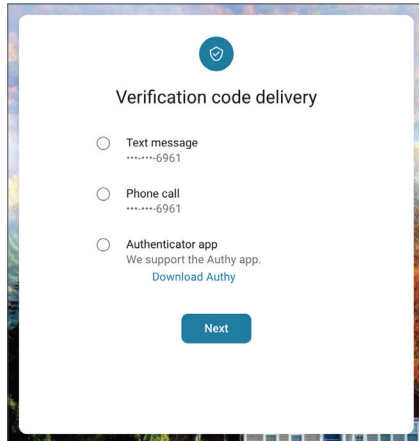 Verification code delivery
Text message
•••-•••-6961
Phone call
•••-•••-6961
Authenticator app
We support the Authy app.
Download Authy
Next